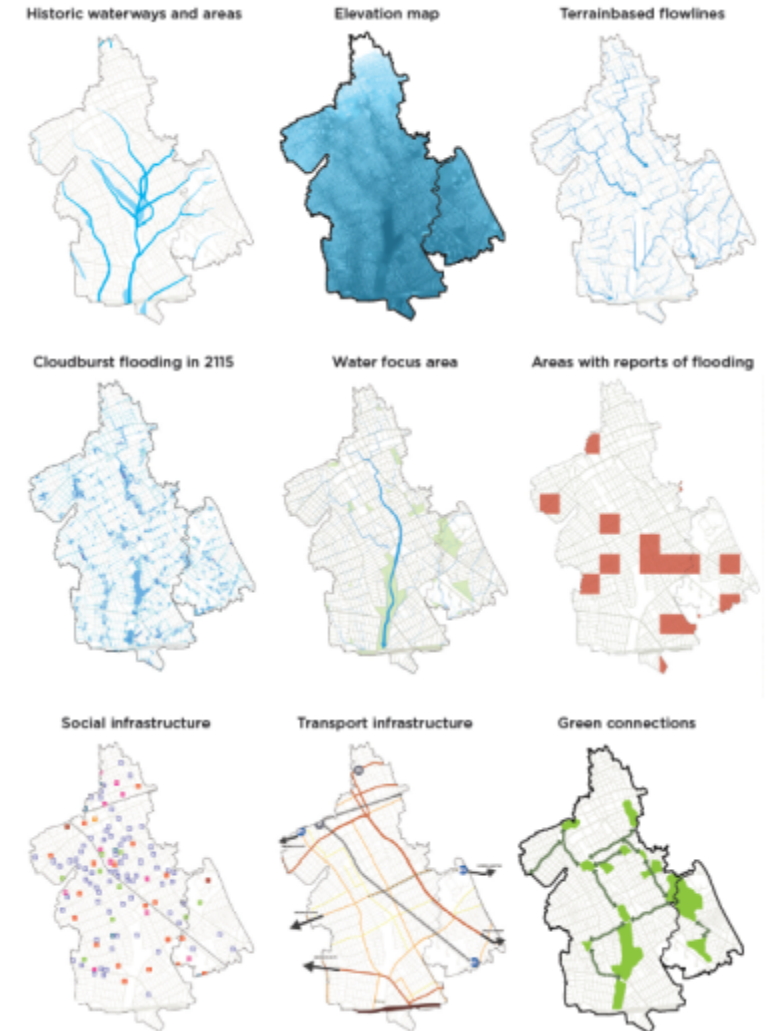 Historic waterways and areas
Elevation map
Terrainbased flowlines
Cloudburst flooding in 2115
Water focus area
Areas with reports of flooding
Social infrastructure
Transport infrastructure
Green connections